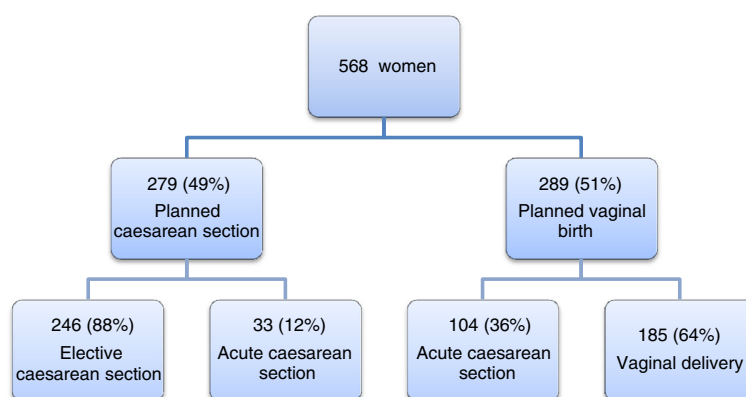 568 women
279 (49%)
Planned
caesarean section
289 (51%)
Planned vaginal
birth
246 (88%)
Elective
caesarean section
33 (12%)
Acute caesarean
section
104 (36%)
Acute caesarean
section
185 (64%)
Vaginal delivery